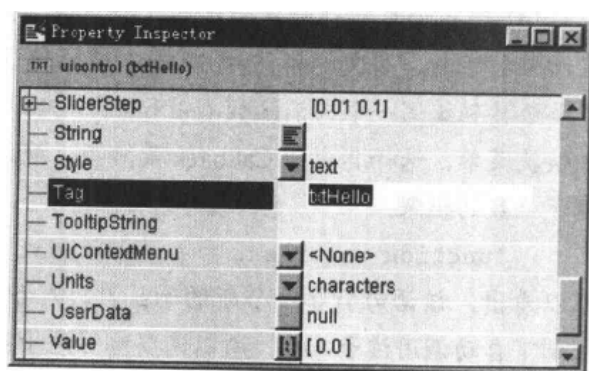 Property Inspector
TXT uicontrol (txtHello)
SliderStep [0.01 0.1]
String
Style text
Tag txtHello
TooltipString
UIContextMenu <None>
Units characters
UserData null
Value [ 0.0 ]